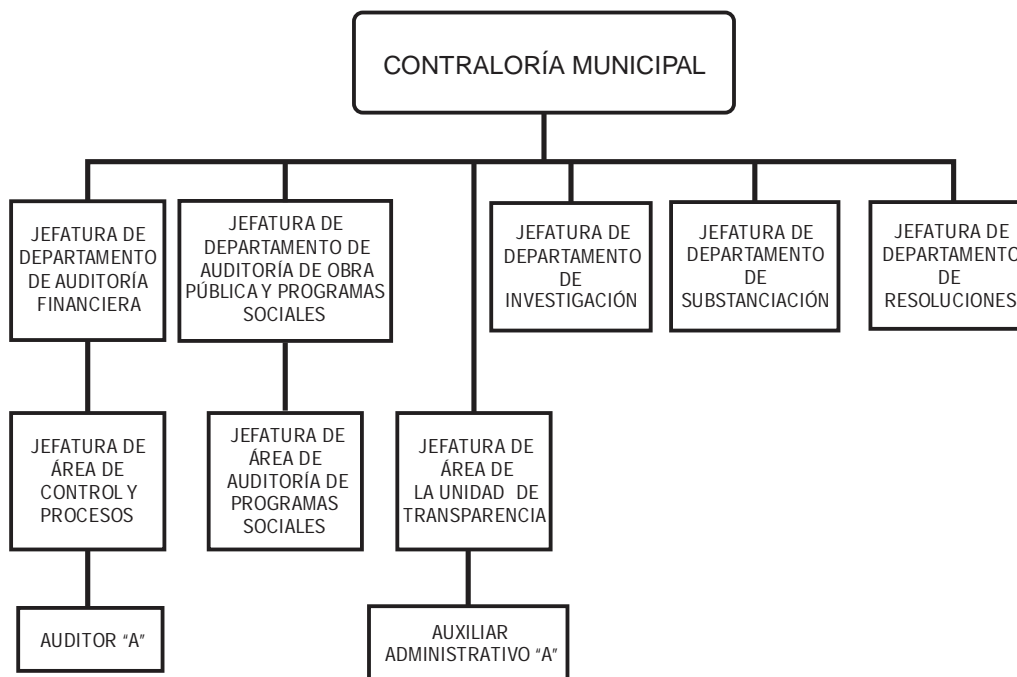 CONTRALORÍA MUNICIPAL
JEFATURA DE
DEPARTAMENTO
DE AUDITORÍA
FINANCIERA
JEFATURA DE
DEPARTAMENTO DE
AUDITORÍA DE OBRA
PÚBLICA Y PROGRAMAS
SOCIALES
JEFATURA DE
DEPARTAMENTO
DE
INVESTIGACIÓN
JEFATURA DE
DEPARTAMENTO
DE
SUBSTANCIACIÓN
JEFATURA DE
DEPARTAMENTO
DE
RESOLUCIONES
JEFATURA DE
ÁREA DE
CONTROL Y
PROCESOS
JEFATURA DE
ÁREA DE
AUDITORÍA DE
PROGRAMAS
SOCIALES
JEFATURA DE
ÁREA DE
LA UNIDAD DE
TRANSPARENCIA
AUDITOR “A”
AUXILIAR
ADMINISTRATIVO “A”